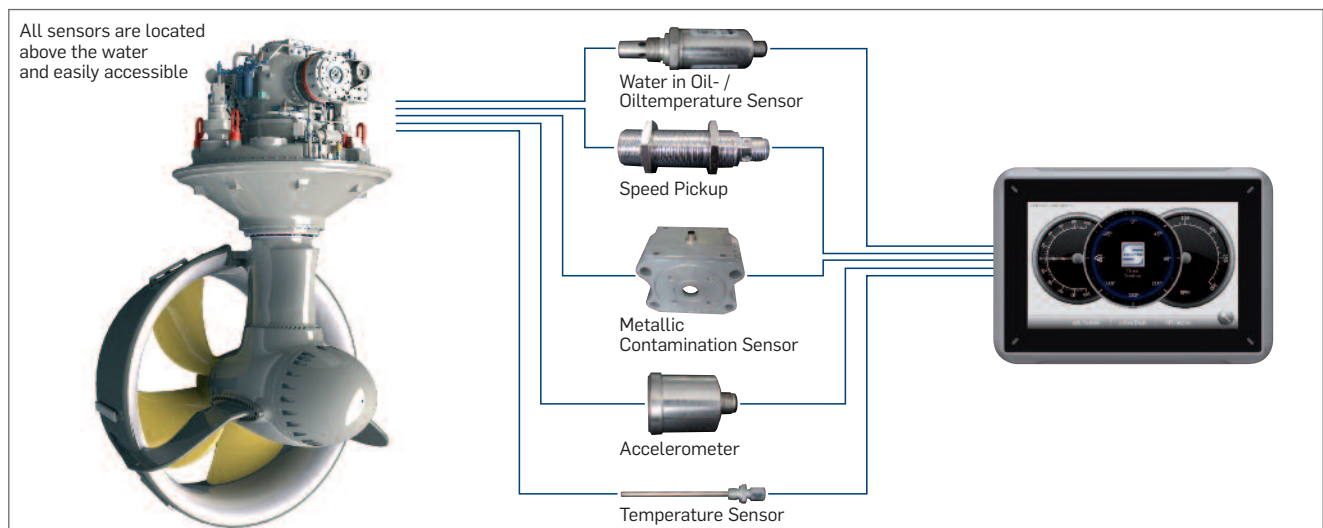 All sensors are located
above the water
and easily accessible
Water in Oil- /
Oiltemperature Sensor
Speed Pickup
Metallic
Contamination Sensor
Accelerometer
Temperature Sensor